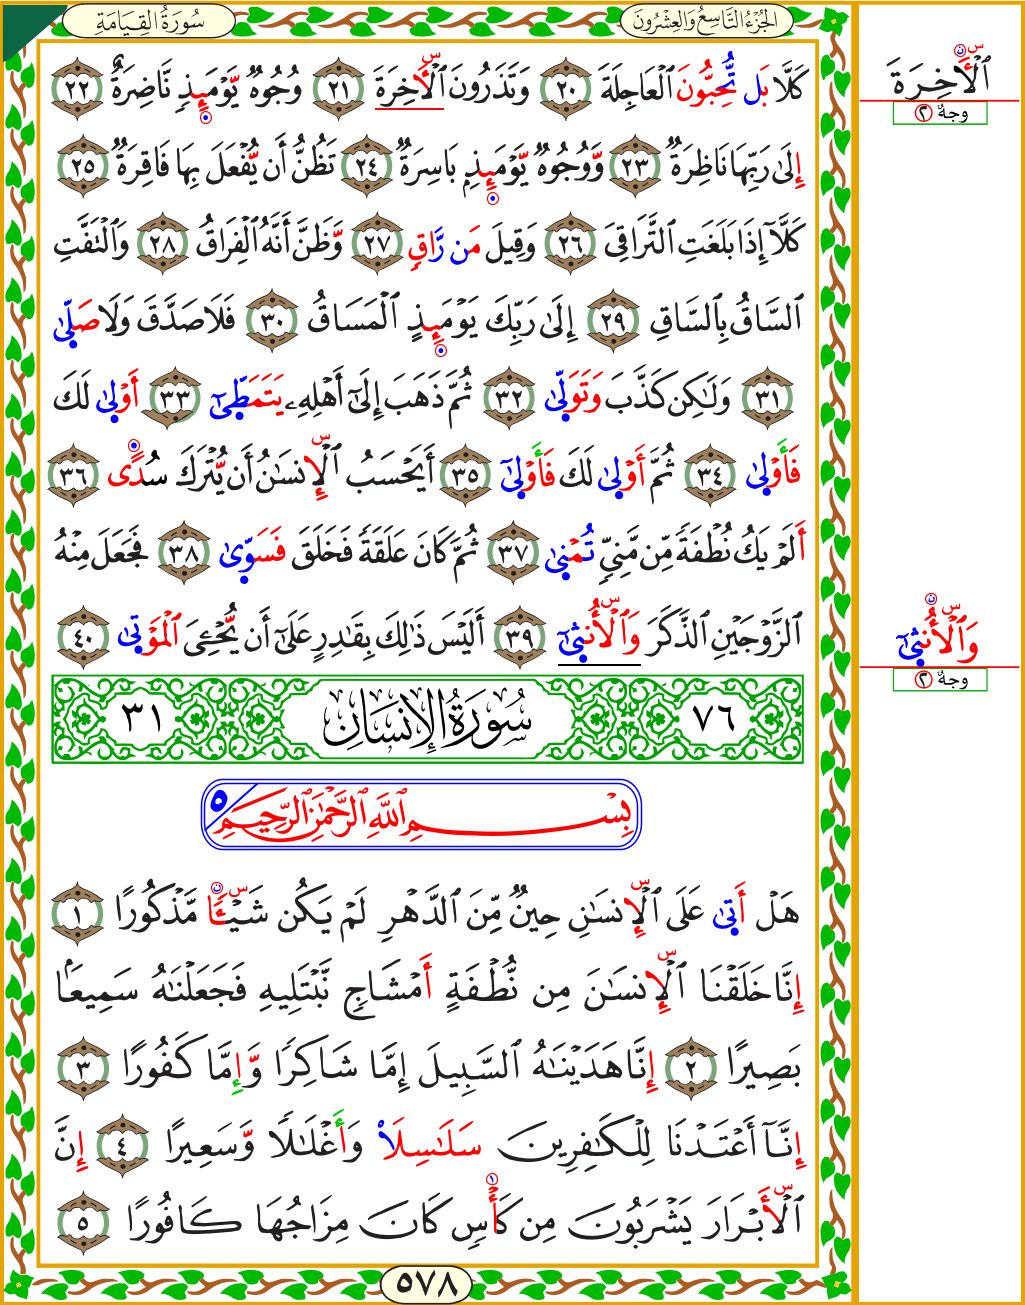 الجُزْءُ التَّاسِعُ وَالعِشْرُونَ
سُورَةُ القِيَامَةِ
كَلَّا بَل تُّحِبُّونَ ٱلْعَاجِلَةَ ٢٠ وَتَذَرُونَ ٱلْأَخِرَةَ ٢١ وُجُوهٌ يَوْمَئِذٍ نَّاضِرَةٌ ٢٢
إِلَىٰ رَبِّهَا نَاظِرَةٌ ٢٣ وَوُجُوهٌ يَوْمَئِذٍ بَاسِرَةٌ ٢٤ تَظُنُّ أَن يُفْعَلَ بِهَا فَاقِرَةٌ ٢٥
كَلَّآ إِذَا بَلَغَتِ ٱلتَّرَاقِىَ ٢٦ وَقِيلَ مَن رَّاقٍ ٢٧ وَظَنَّ أَنَّهُ ٱلْفِرَاقُ ٢٨ وَٱلْتَفَّتِ
ٱلسَّاقُ بِٱلسَّاقِ ٢٩ إِلَىٰ رَبِّكَ يَوْمَئِذٍ ٱلْمَسَاقُ ٣٠ فَلَا صَدَّقَ وَلَا صَلَّىٰ
٣١ وَلَٰكِن كَذَّبَ وَتَوَلَّىٰ ٣٢ ثُمَّ ذَهَبَ إِلَىٰٓ أَهْلِهِۦ يَتَمَطَّىٰٓ ٣٣ أَوْلَىٰ لَكَ
فَأَوْلَىٰ ٣٤ ثُمَّ أَوْلَىٰ لَكَ فَأَوْلَىٰٓ ٣٥ أَيَحْسَبُ ٱلْإِنسَٰنُ أَن يُتْرَكَ سُدًى ٣٦
أَلَمْ يَكُ نُطْفَةً مِّن مَّنِىٍّ تُمْنَىٰ ٣٧ ثُمَّ كَانَ عَلَقَةً فَخَلَقَ فَسَوَّىٰ ٣٨ فَجَعَلَ مِنْهُ
ٱلزَّوْجَيْنِ ٱلذَّكَرَ وَٱلْأُنثَىٰٓ ٣٩ أَلَيْسَ ذَٰلِكَ بِقَٰدِرٍ عَلَىٰٓ أَن يُحْـِۧىَ ٱلْمَوْتَىٰ ٤٠
٧٦ سُورَةُ الإِنسَانِ ٣١
بِسْمِ ٱللَّهِ ٱلرَّحْمَٰنِ ٱلرَّحِيمِ ٥
هَلْ أَتَىٰ عَلَى ٱلْإِنسَٰنِ حِينٌ مِّنَ ٱلدَّهْرِ لَمْ يَكُن شَيْـًٔا مَّذْكُورًا ١
إِنَّا خَلَقْنَا ٱلْإِنسَٰنَ مِن نُّطْفَةٍ أَمْشَاجٍ نَّبْتَلِيهِ فَجَعَلْنَٰهُ سَمِيعًۢا
بَصِيرًا ٢ إِنَّا هَدَيْنَٰهُ ٱلسَّبِيلَ إِمَّا شَاكِرًا وَإِمَّا كَفُورًا ٣
إِنَّآ أَعْتَدْنَا لِلْكَٰفِرِينَ سَلَٰسِلَا۟ وَأَغْلَٰلًا وَسَعِيرًا ٤ إِنَّ
ٱلْأَبْرَارَ يَشْرَبُونَ مِن كَأْسٍ كَانَ مِزَاجُهَا كَافُورًا ٥
٥٧٨
ٱلْأَخِرَةَ
وجهٌ ٢
وَٱلْأُنثَىٰٓ
وجهٌ ٢